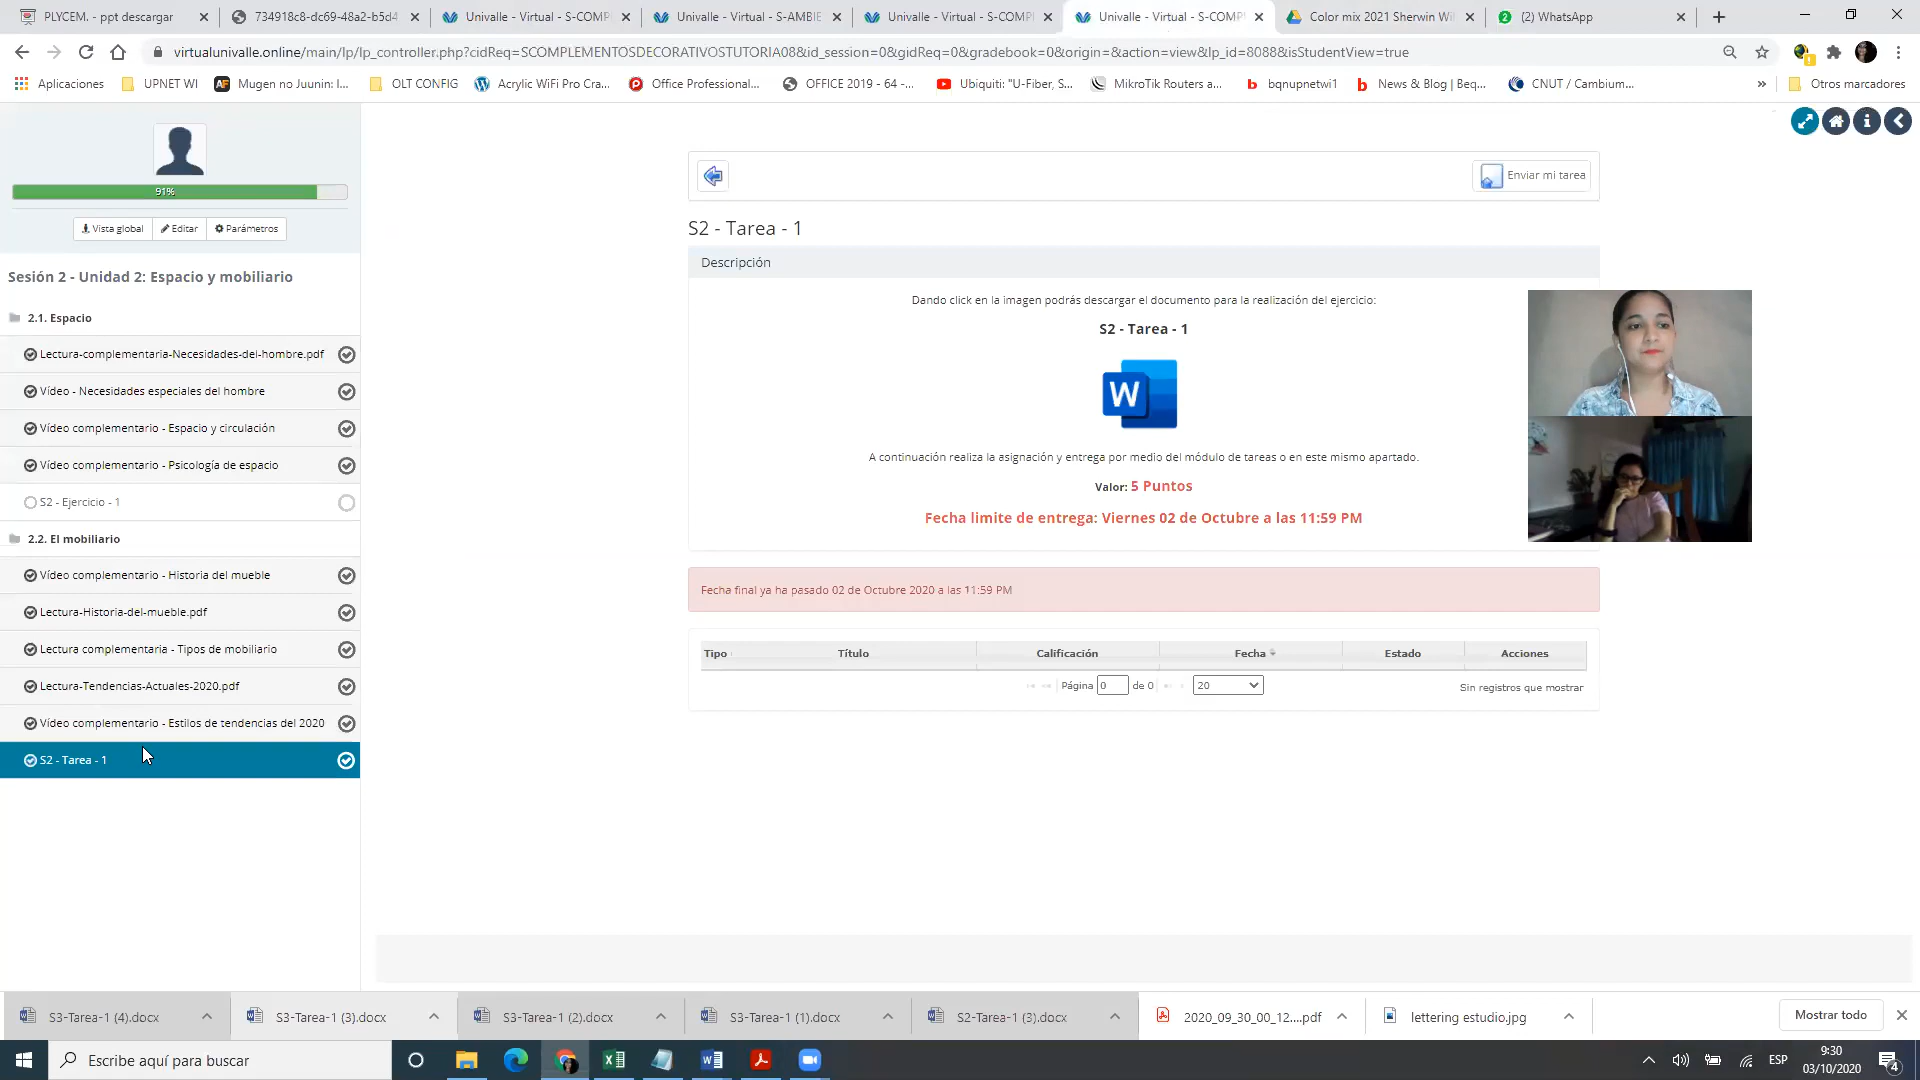 PLYCEM. - ppt descargar
734918c8-dc69-48a2-b5d4
Univalle - Virtual - S-COMP
Univalle - Virtual - S-AMBIE
Univalle - Virtual - S-COMP
Univalle - Virtual - S-COMP
Color mix 2021 Sherwin Wi
(2) WhatsApp
virtualunivalle.online/main/lp/lp_controller.php?cidReq=SCOMPLEMENTOSDECORATIVOSTUTORIA08&id_session=0&gidReq=0&gradebook=0&origin=&action=view&lp_id=8088&isStudentView=true
Aplicaciones
UPNET WI
Mugen no Juunin: I...
OLT CONFIG
Acrylic WiFi Pro Cra...
Office Professional...
OFFICE 2019 - 64 -...
Ubiquiti: "U-Fiber, S...
MikroTik Routers a...
bqnupnetwi1
News & Blog | Beq...
CNUT / Cambium...
»
Otros marcadores
91%
Vista global
Editar
Parámetros
Sesión 2 - Unidad 2: Espacio y mobiliario
2.1. Espacio
Lectura-complementaria-Necesidades-del-hombre.pdf
Vídeo - Necesidades especiales del hombre
Vídeo complementario - Espacio y circulación
Vídeo complementario - Psicología de espacio
S2 - Ejercicio - 1
2.2. El mobiliario
Vídeo complementario - Historia del mueble
Lectura-Historia-del-mueble.pdf
Lectura complementaria - Tipos de mobiliario
Lectura-Tendencias-Actuales-2020.pdf
Vídeo complementario - Estilos de tendencias del 2020
S2 - Tarea - 1
Enviar mi tarea
S2 - Tarea - 1
Descripción
Dando click en la imagen podrás descargar el documento para la realización del ejercicio:
S2 - Tarea - 1
W
A continuación realiza la asignación y entrega por medio del módulo de tareas o en este mismo apartado.
Valor: 5 Puntos
Fecha limite de entrega: Viernes 02 de Octubre a las 11:59 PM
Fecha final ya ha pasado 02 de Octubre 2020 a las 11:59 PM
Tipo Título Calificación Fecha Estado Acciones
Página 0 de 0 20 Sin registros que mostrar
S3-Tarea-1 (4).docx
S3-Tarea-1 (3).docx
S3-Tarea-1 (2).docx
S3-Tarea-1 (1).docx
S2-Tarea-1 (3).docx
2020_09_30_00_12....pdf
lettering estudio.jpg
Mostrar todo
Escribe aquí para buscar
ESP
9:30
03/10/2020
4